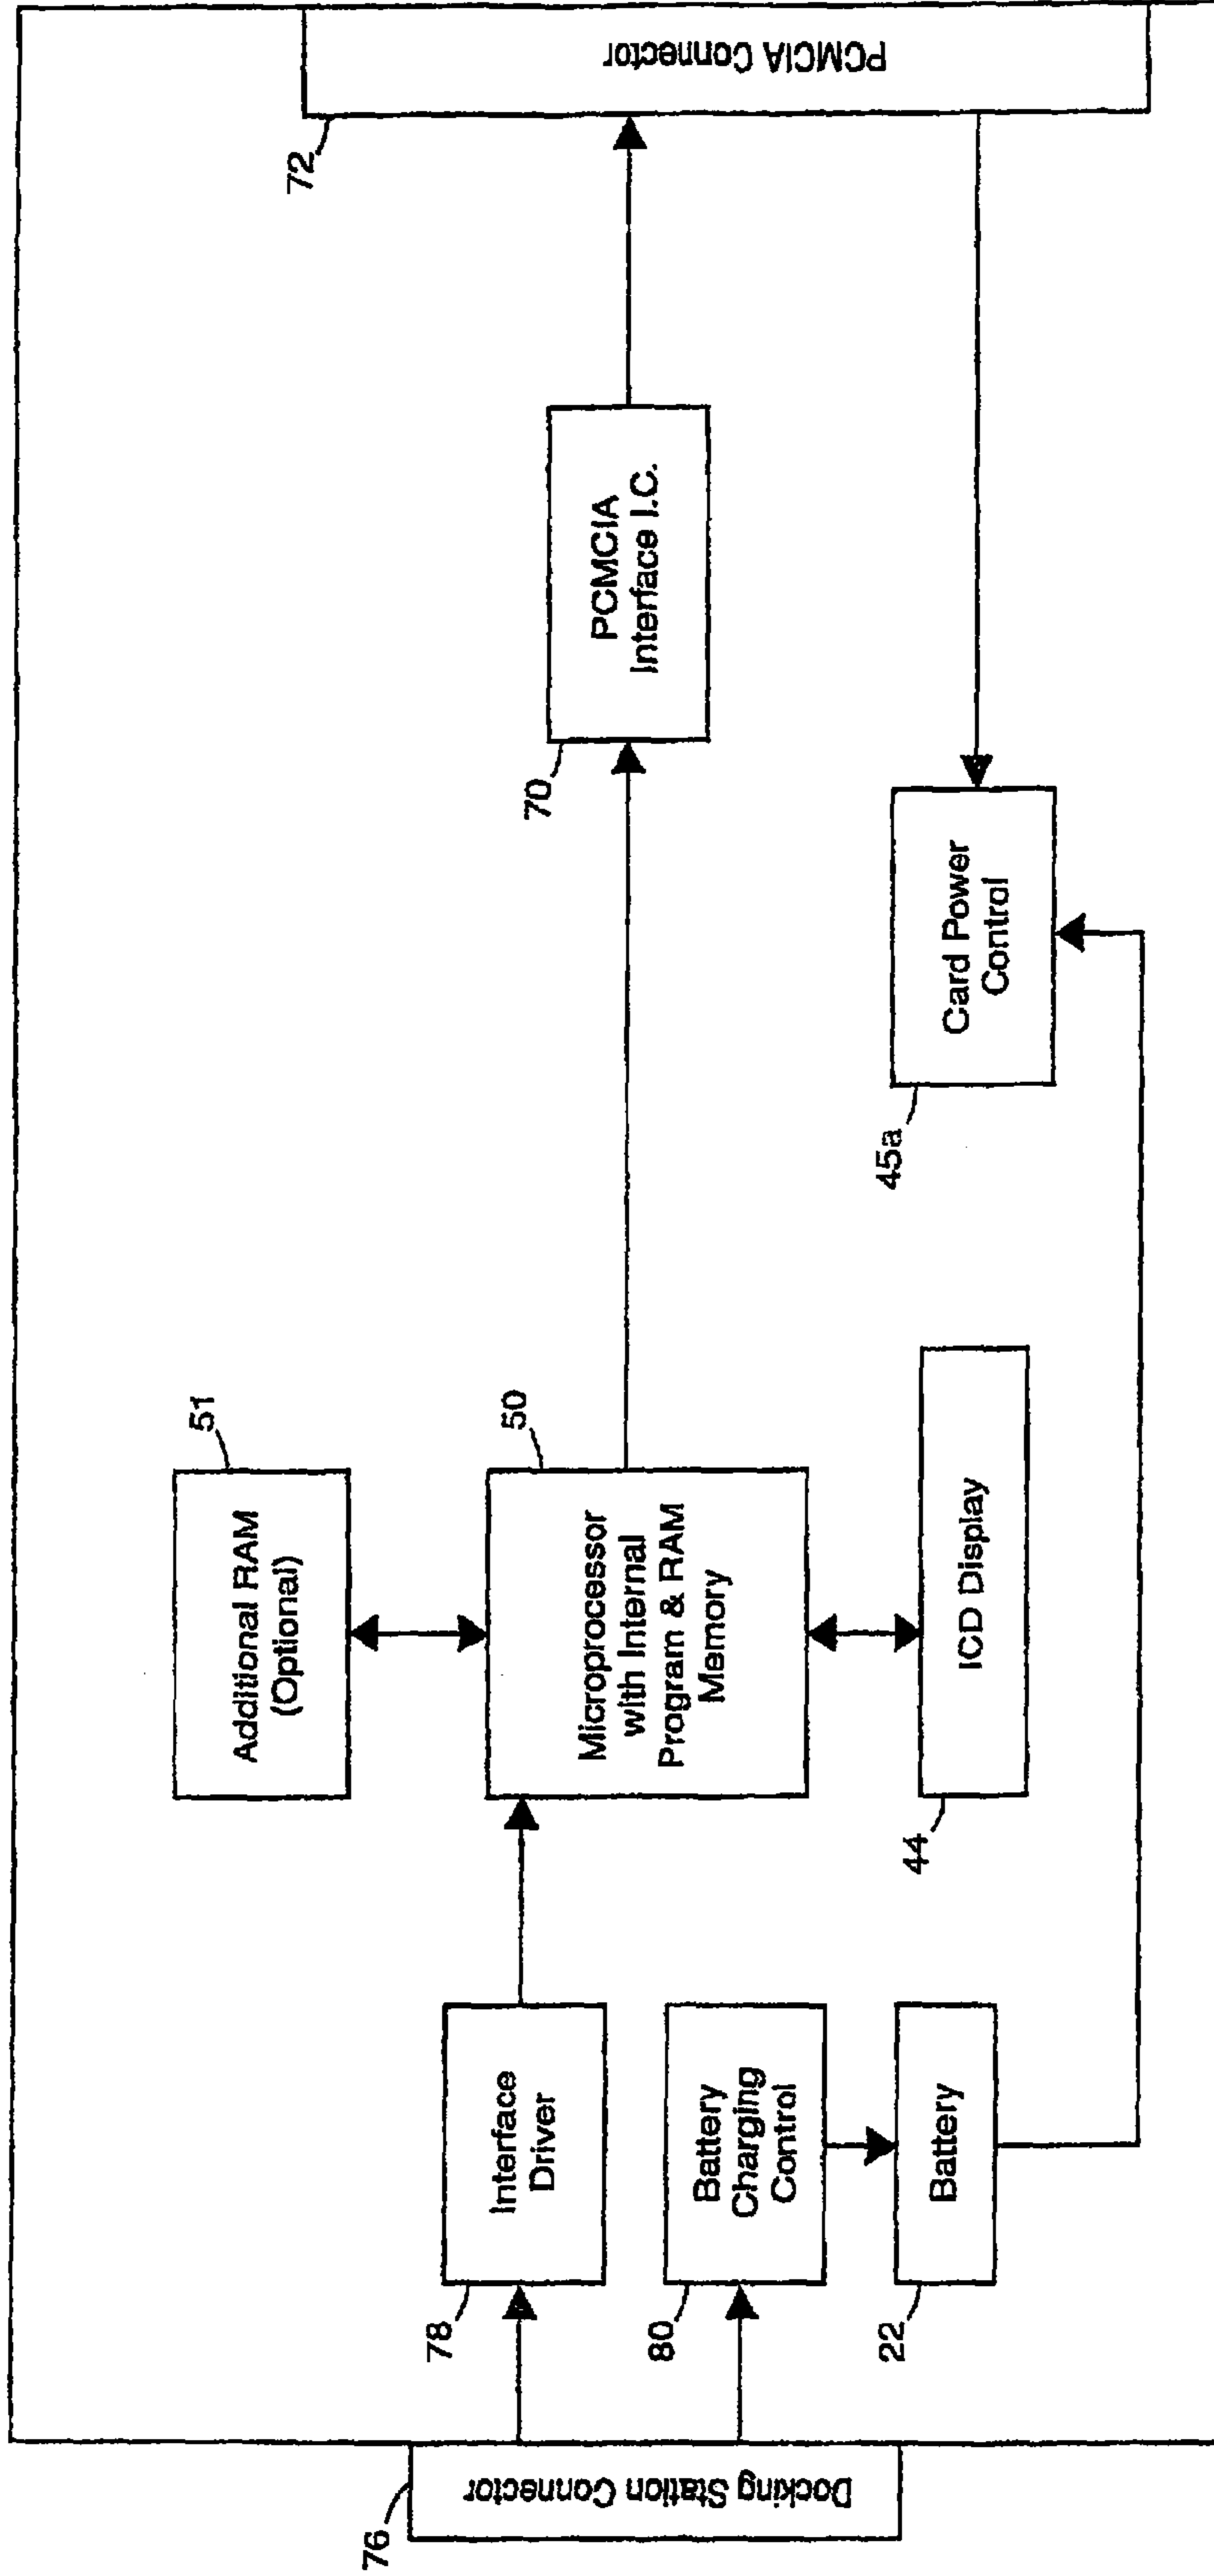 72
PCMCIA Connector
70
PCMCIA
Interface I.C.
45a
Card Power
Control
51
Additional RAM
(Optional)
50
Microprocessor
with Internal
Program & RAM
Memory
44
ICD Display
78
Interface
Driver
80
Battery
Charging
Control
22
Battery
76
Docking Station Connector